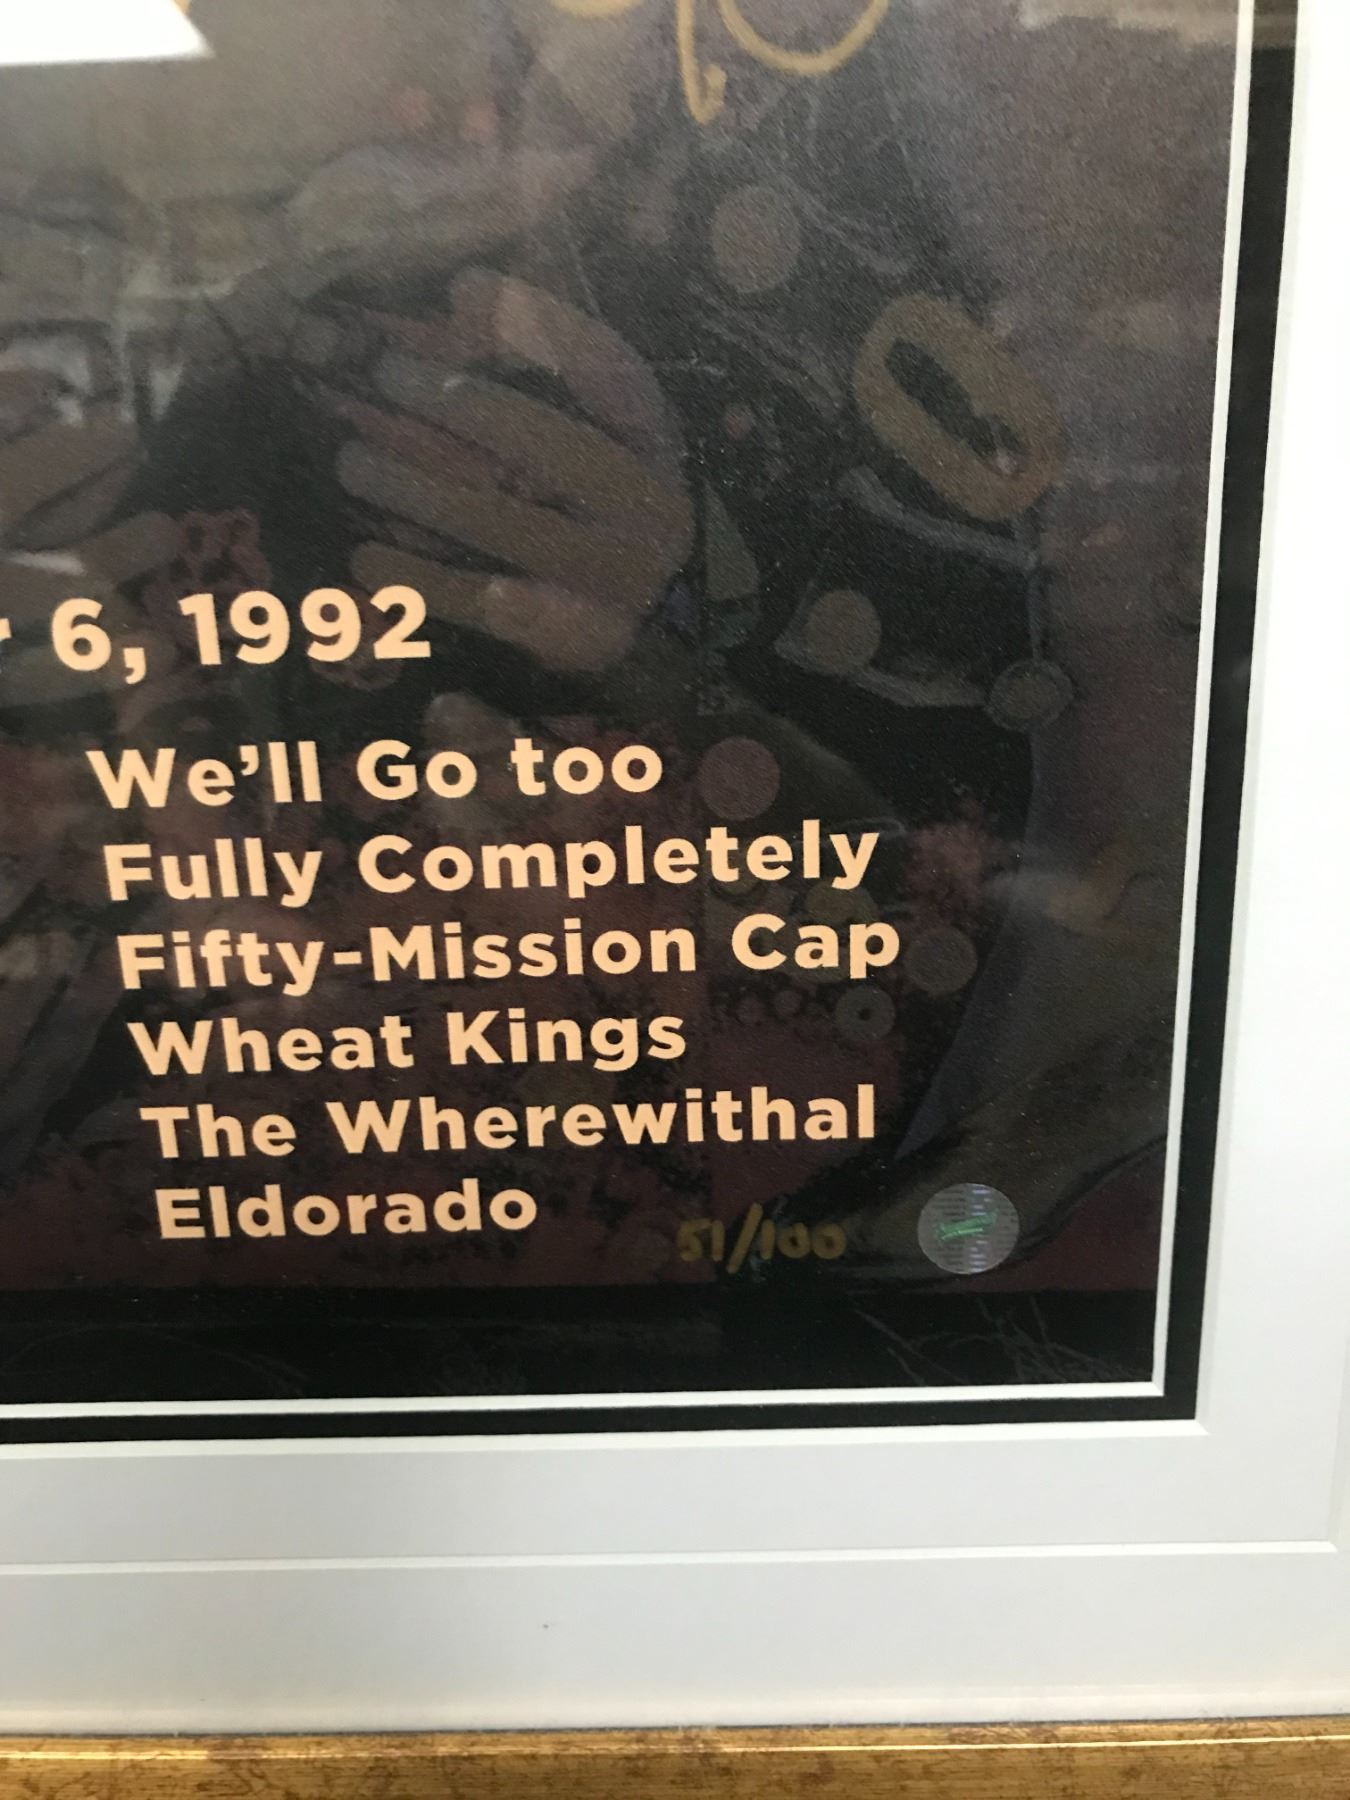 6, 1992
We'll Go too
Fully Completely
Fifty-Mission Cap
Wheat Kings
The Wherewithal
Eldorado
51/100